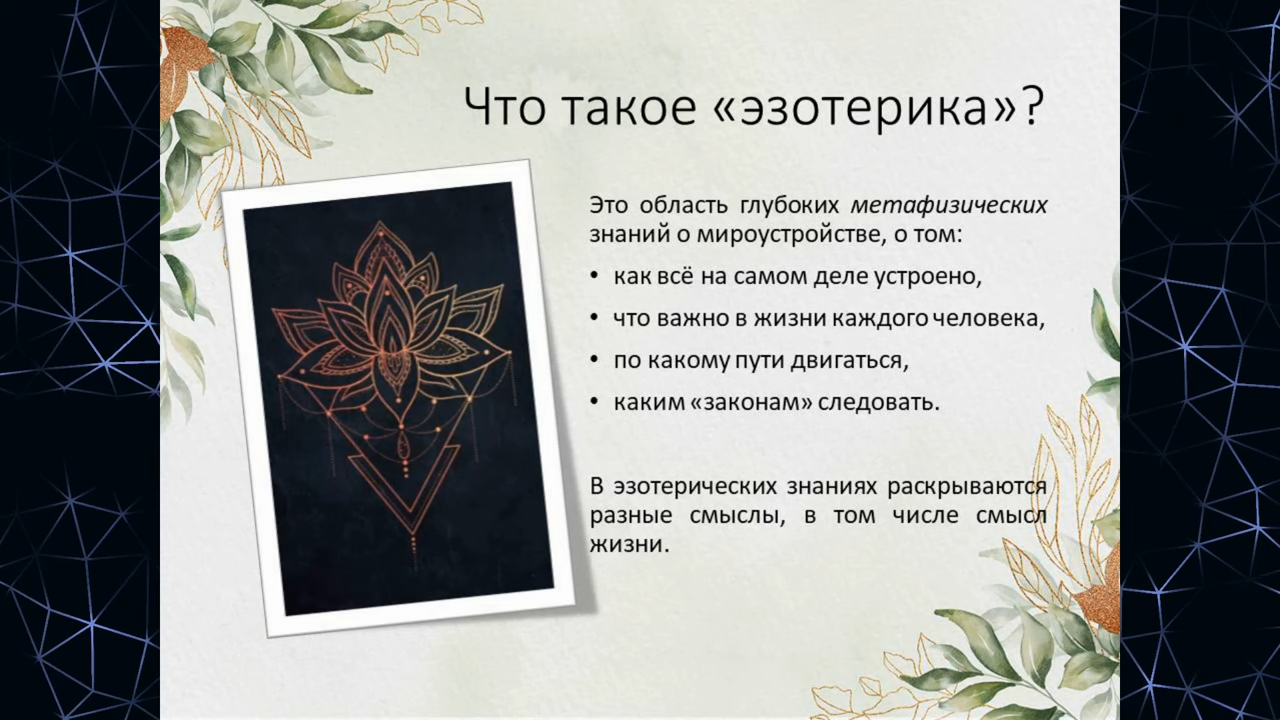 Что такое «эзотерика»?
Это область глубоких метафизических
знаний о мироустройстве, о том:
• как всё на самом деле устроено,
• что важно в жизни каждого человека,
• по какому пути двигаться,
• каким «законам» следовать.
В эзотерических знаниях раскрываются
разные смыслы, в том числе смысл
жизни.